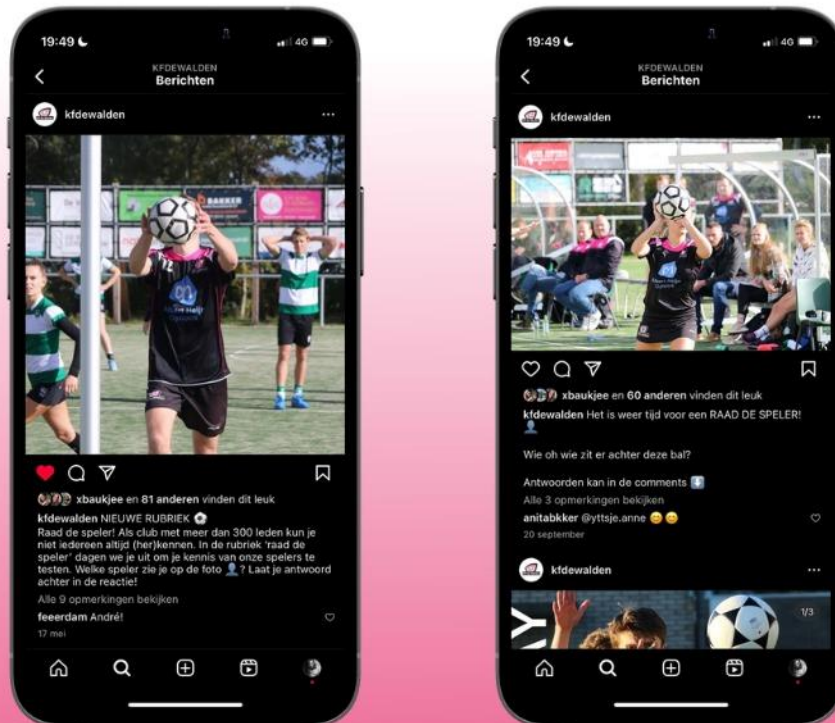 19:49
4G
KFDEWALDEN
Berichten
kfdewalden
BAKKER
12
xbaukjee en 81 anderen vinden dit leuk
kfdewalden NIEUWE RUBRIEK ⚽
Raad de speler! Als club met meer dan 300 leden kun je
niet iedereen altijd (her)kennen. In de rubriek 'raad de
speler' dagen we je uit om je kennis van onze spelers te
testen. Welke speler zie je op de foto 👤? Laat je antwoord
achter in de reactie!
Alle 9 opmerkingen bekijken
feeerdam André!
17 mei
19:49
4G
KFDEWALDEN
Berichten
kfdewalden
xbaukjee en 60 anderen vinden dit leuk
kfdewalden Het is weer tijd voor een RAAD DE SPELER!
👤
Wie oh wie zit er achter deze bal?
Antwoorden kan in de comments ⬇️
Alle 3 opmerkingen bekijken
anitabkker @yttsje.anne 😊😊
20 september
kfdewalden
1/3